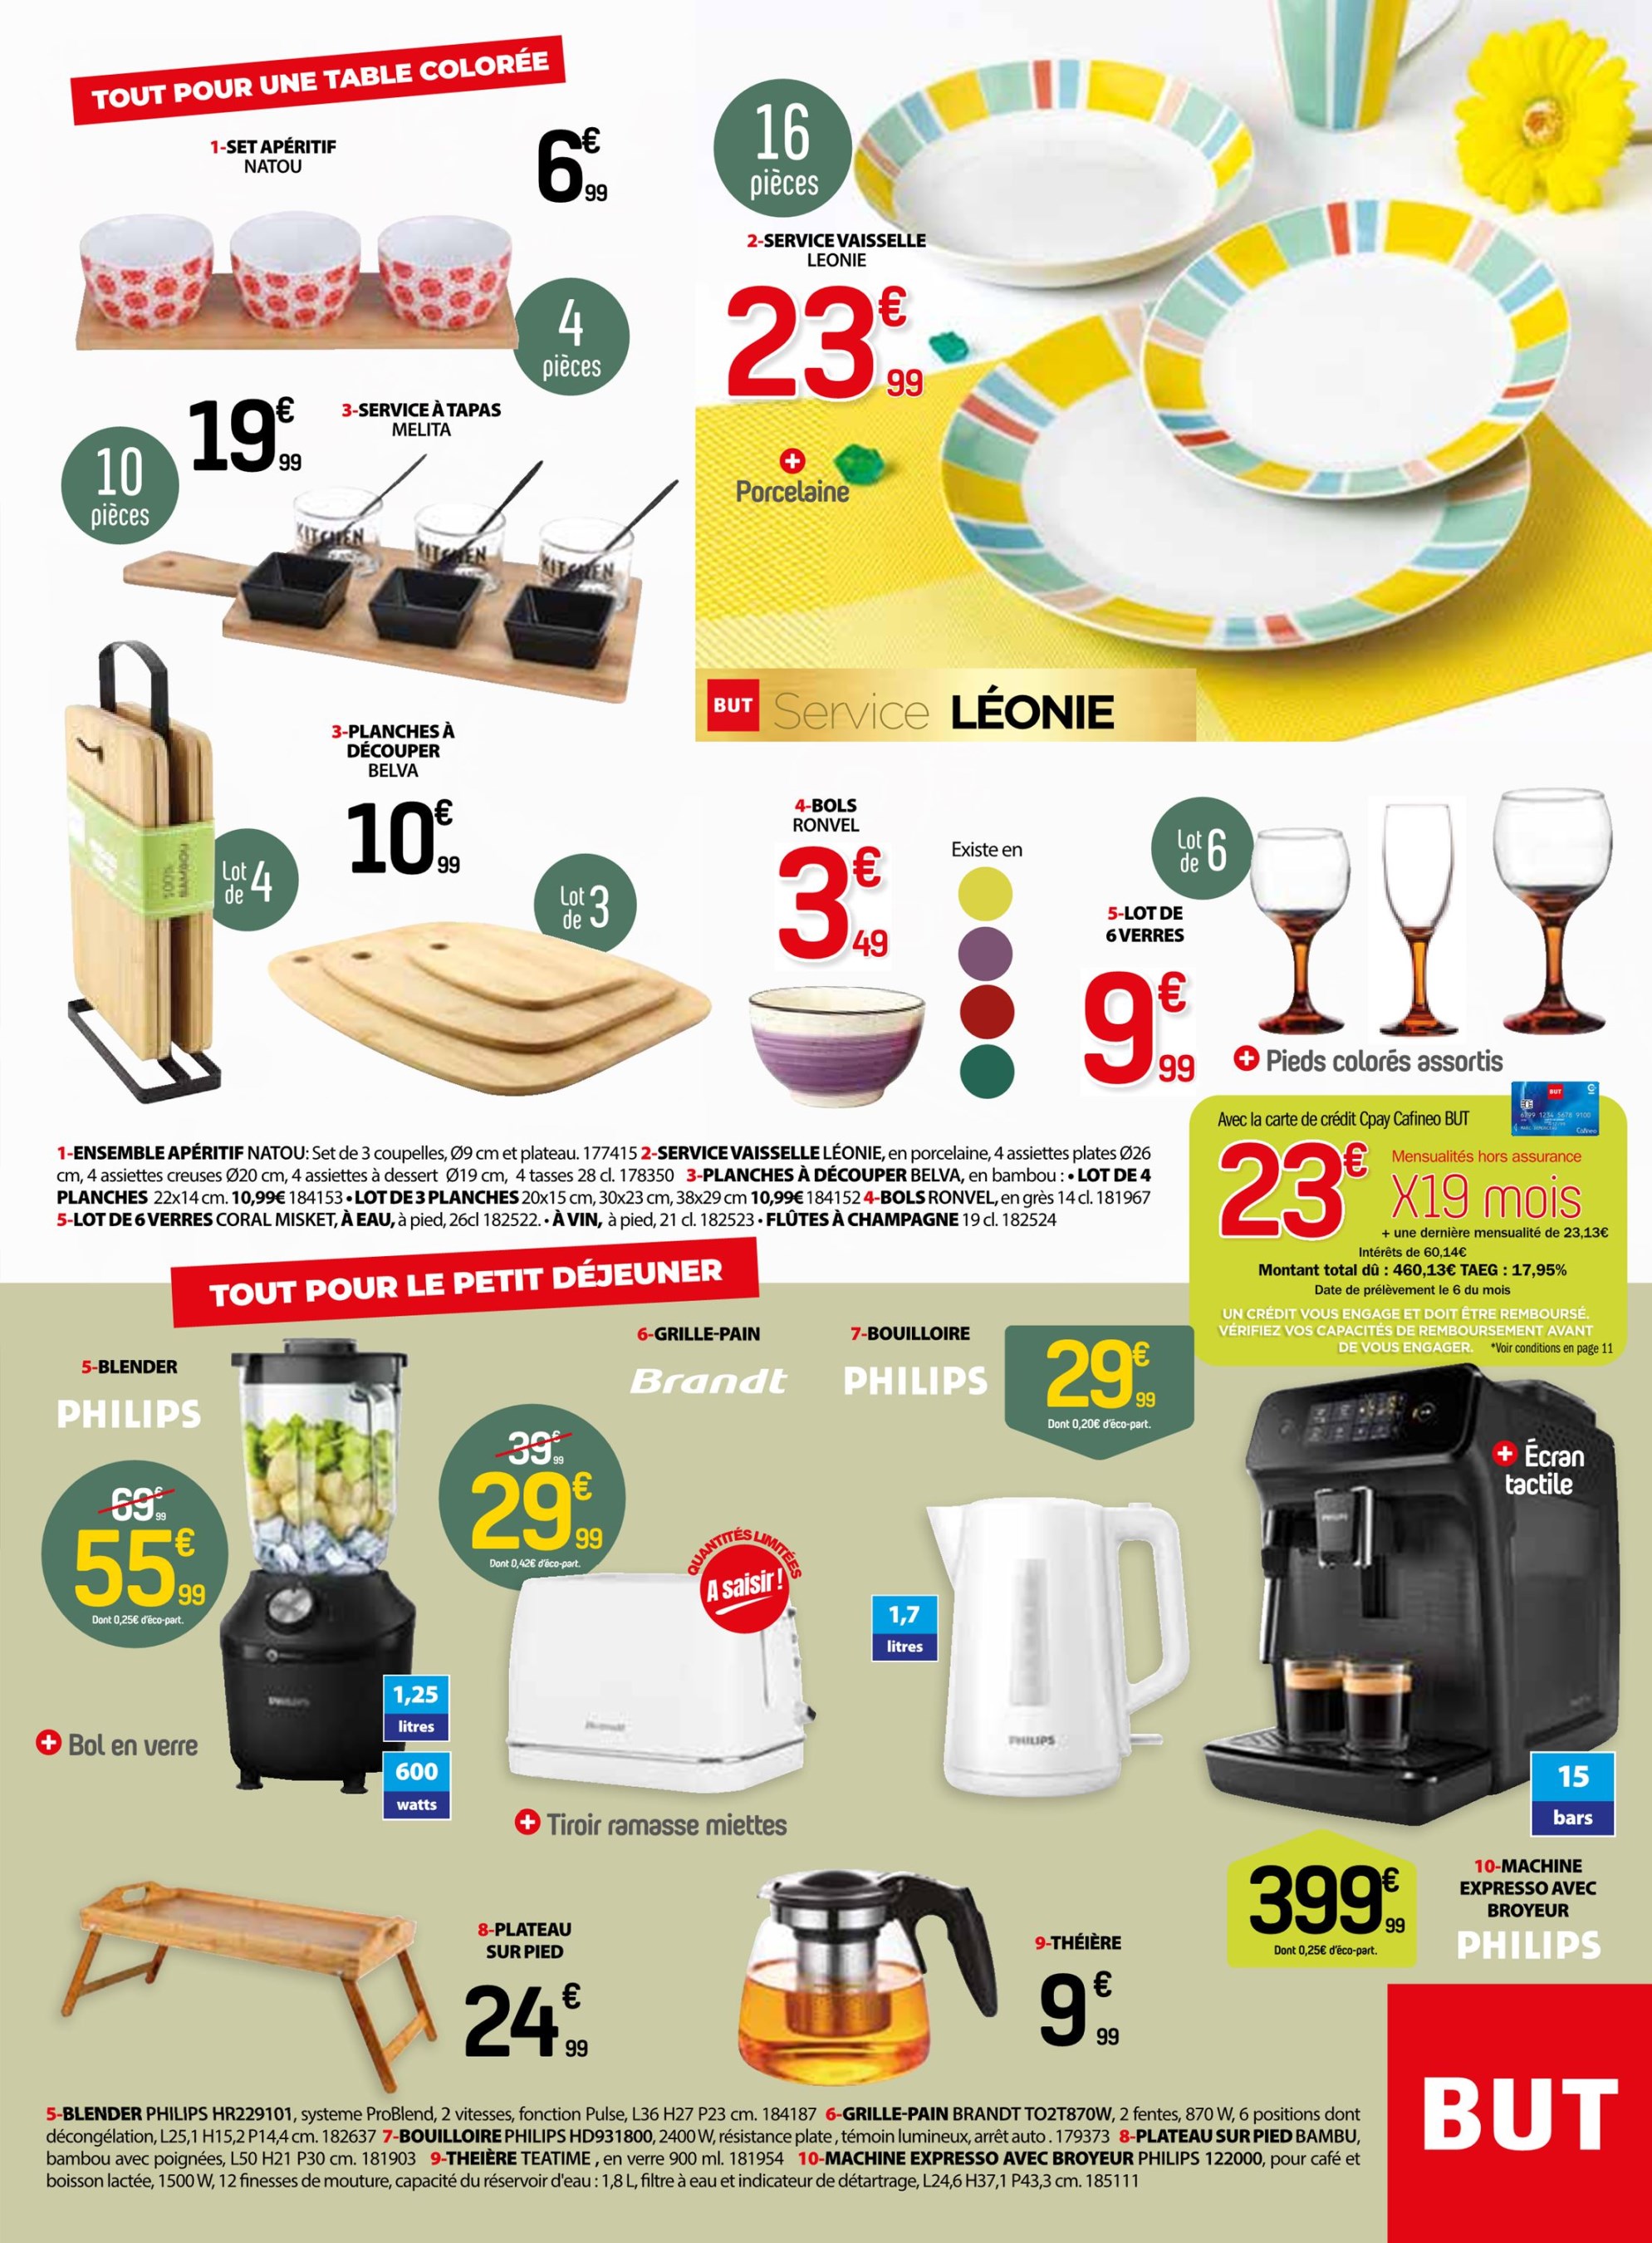 TOUT POUR UNE TABLE COLORÉE
1-SET APÉRITIF
NATOU
6€99
4
pièces
16
pièces
2-SERVICE VAISSELLE
LEONIE
23€99
+
Porcelaine
19€99
3-SERVICE À TAPAS
MELITA
10
pièces
KITCHEN
KITCHEN
KITCHEN
BUT Service LÉONIE
3-PLANCHES À
DÉCOUPER
BELVA
10€99
100%
BAMBOU
Lot
de 4
Lot
de 3
4-BOLS
RONVEL
3€49
Existe en
Lot
de 6
5-LOT DE
6 VERRES
9€99
+ Pieds colorés assortis
1-ENSEMBLE APÉRITIF NATOU: Set de 3 coupelles, Ø9 cm et plateau. 177415 2-SERVICE VAISSELLE LÉONIE, en porcelaine, 4 assiettes plates Ø26
cm, 4 assiettes creuses Ø20 cm, 4 assiettes à dessert Ø19 cm, 4 tasses 28 cl. 178350 3-PLANCHES À DÉCOUPER BELVA, en bambou : • LOT DE 4
PLANCHES 22x14 cm. 10,99€ 184153 • LOT DE 3 PLANCHES 20x15 cm, 30x23 cm, 38x29 cm 10,99€ 184152 4-BOLS RONVEL, en grès 14 cl. 181967
5-LOT DE 6 VERRES CORAL MISKET, À EAU, à pied, 26cl 182522. • À VIN, à pied, 21 cl. 182523 • FLÛTES À CHAMPAGNE 19 cl. 182524
Avec la carte de crédit Cpay Cafineo BUT
BUT
Cafineo
23€
Mensualités hors assurance
X19 mois
+ une dernière mensualité de 23,13€
Intérêts de 60,14€
Montant total dû : 460,13€ TAEG : 17,95%
Date de prélèvement le 6 du mois
UN CRÉDIT VOUS ENGAGE ET DOIT ÊTRE REMBOURSÉ.
VÉRIFIEZ VOS CAPACITÉS DE REMBOURSEMENT AVANT
DE VOUS ENGAGER. *Voir conditions en page 11
TOUT POUR LE PETIT DÉJEUNER
5-BLENDER
PHILIPS
69€99
55€99
Dont 0,25€ d'éco-part.
PHILIPS
+ Bol en verre
1,25
litres
600
watts
6-GRILLE-PAIN
Brandt
39€99
29€99
Dont 0,42€ d'éco-part.
QUANTITÉS LIMITÉES
A saisir !
Brandt
+ Tiroir ramasse miettes
7-BOUILLOIRE
PHILIPS
29€99
Dont 0,20€ d'éco-part.
1,7
litres
PHILIPS
+ Écran
tactile
PHILIPS
15
bars
399€99
Dont 0,25€ d'éco-part.
10-MACHINE
EXPRESSO AVEC
BROYEUR
PHILIPS
8-PLATEAU
SUR PIED
24€99
9-THÉIÈRE
9€99
5-BLENDER PHILIPS HR229101, systeme ProBlend, 2 vitesses, fonction Pulse, L36 H27 P23 cm. 184187 6-GRILLE-PAIN BRANDT TO2T870W, 2 fentes, 870 W, 6 positions dont
décongélation, L25,1 H15,2 P14,4 cm. 182637 7-BOUILLOIRE PHILIPS HD931800, 2400 W, résistance plate, témoin lumineux, arrêt auto . 179373 8-PLATEAU SUR PIED BAMBU,
bambou avec poignées, L50 H21 P30 cm. 181903 9-THEIÈRE TEATIME , en verre 900 ml. 181954 10-MACHINE EXPRESSO AVEC BROYEUR PHILIPS 122000, pour café et
boisson lactée, 1500 W, 12 finesses de mouture, capacité du réservoir d'eau : 1,8 L, filtre à eau et indicateur de détartrage, L24,6 H37,1 P43,3 cm. 185111
BUT